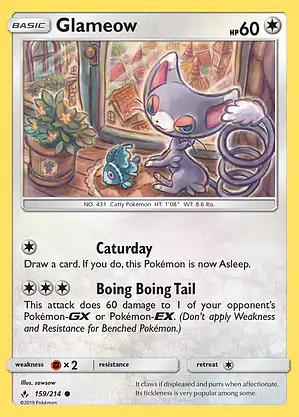 BASIC Glameow HP 60
NO. 431 Catty Pokémon HT: 1'08" WT: 8.6 lbs.
Caturday
Draw a card. If you do, this Pokémon is now Asleep.
Boing Boing Tail
This attack does 60 damage to 1 of your opponent's
Pokémon-GX or Pokémon-EX. (Don't apply Weakness
and Resistance for Benched Pokémon.)
weakness ×2 resistance retreat
illus. sowsow
159/214
©2019 Pokémon
It claws if displeased and purrs when affectionate.
Its fickleness is very popular among some.